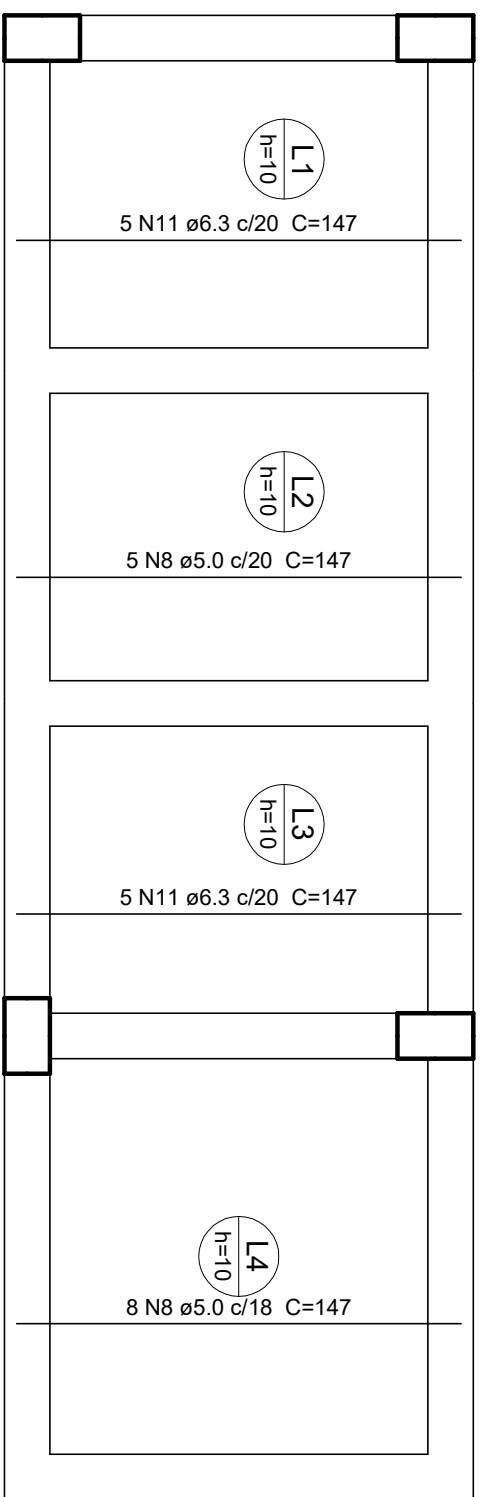 L1
h=10
5 N11 ø6.3 c/20 C=147
L2
h=10
5 N8 ø5.0 c/20 C=147
L3
h=10
5 N11 ø6.3 c/20 C=147
L4
h=10
8 N8 ø5.0 c/18 C=147